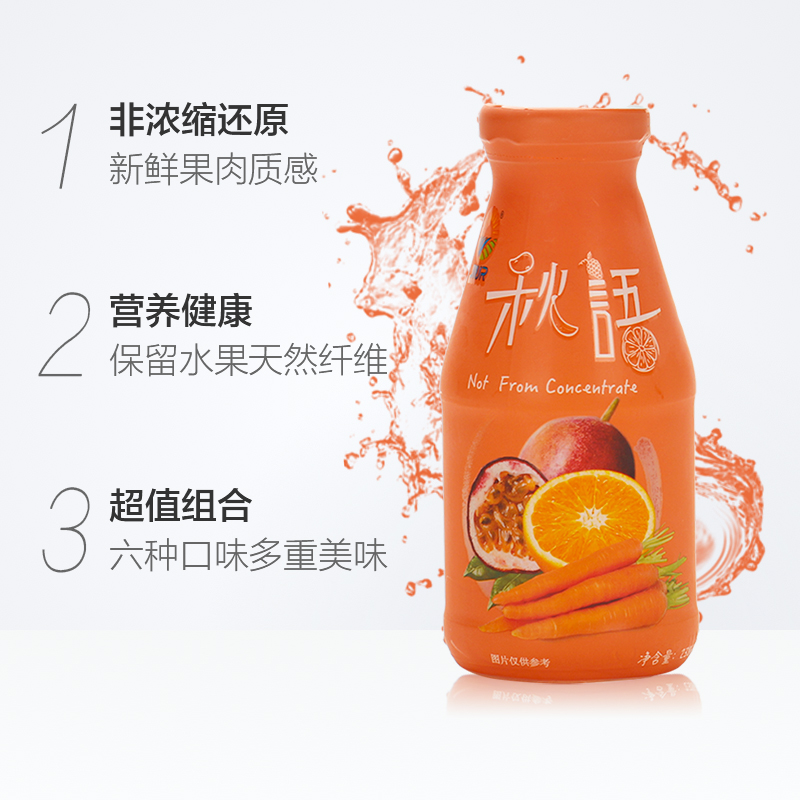 1
非浓缩还原
新鲜果肉质感
2
营养健康
保留水果天然纤维
3
超值组合
六种口味多重美味
秋語
Not From Concentrate
图片仅供参考
净含量: